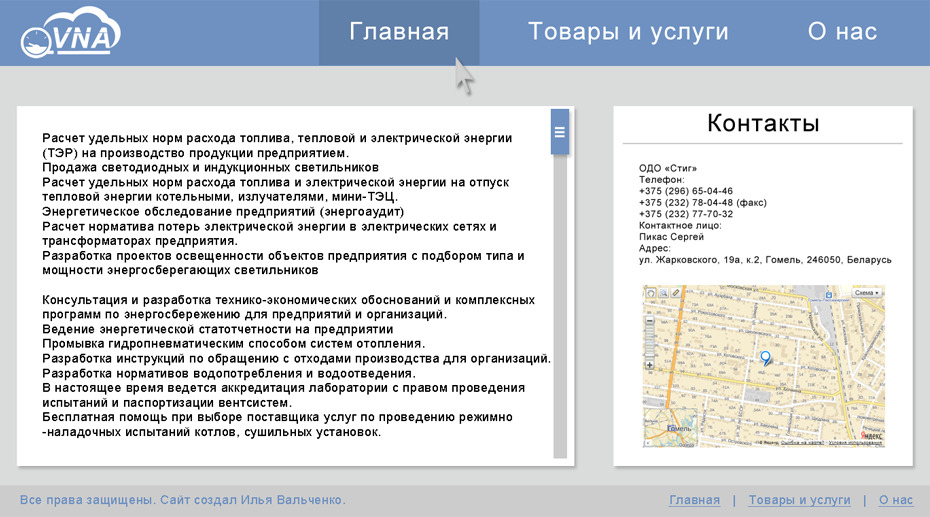 VNA
Главная
Товары и услуги
О нас
Расчет удельных норм расхода топлива, тепловой и электрической энергии
(ТЭР) на производство продукции предприятием.
Продажа светодиодных и индукционных светильников
Расчет удельных норм расхода топлива и электрической энергии на отпуск
тепловой энергии котельными, излучателями, мини-ТЭЦ.
Энергетическое обследование предприятий (энергоаудит)
Расчет норматива потерь электрической энергии в электрических сетях и
трансформаторах предприятия.
Разработка проектов освещенности объектов предприятия с подбором типа и
мощности энергосберегающих светильников
Консультация и разработка технико-экономических обоснований и комплексных
программ по энергосбережению для предприятий и организаций.
Ведение энергетической статотчетности на предприятии
Промывка гидропневматическим способом систем отопления.
Разработка инструкций по обращению с отходами производства для организаций.
Разработка нормативов водопотребления и водоотведения.
В настоящее время ведется аккредитация лаборатории с правом проведения
испытаний и паспортизации вентсистем.
Бесплатная помощь при выборе поставщика услуг по проведению режимно
-наладочных испытаний котлов, сушильных установок.
Контакты
ОДО «Стиг»
Телефон:
+375 (296) 65-04-46
+375 (232) 78-04-48 (факс)
+375 (232) 77-70-32
Контактное лицо:
Пикас Сергей
Адрес:
ул. Жарковского, 19а, к.2, Гомель, 246050, Беларусь
Схема
Гомель
Яндекс
Все права защищены. Сайт создал Илья Вальченко.
Главная | Товары и услуги | О нас